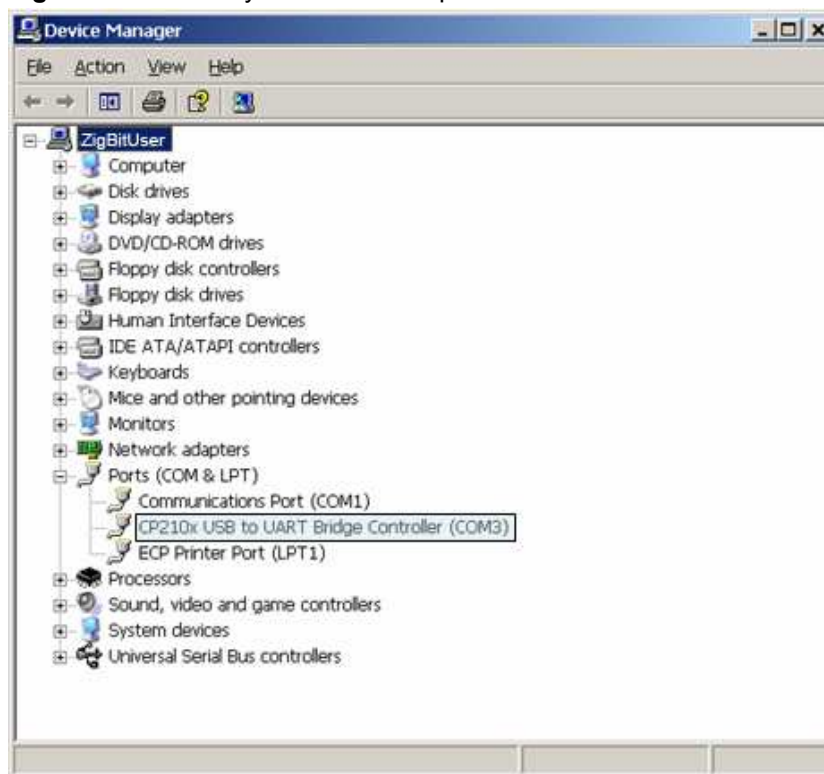 Device Manager
File Action View Help
ZigBitUser
Computer
Disk drives
Display adapters
DVD/CD-ROM drives
Floppy disk controllers
Floppy disk drives
Human Interface Devices
IDE ATA/ATAPI controllers
Keyboards
Mice and other pointing devices
Monitors
Network adapters
Ports (COM & LPT)
Communications Port (COM1)
CP210x USB to UART Bridge Controller (COM3)
ECP Printer Port (LPT1)
Processors
Sound, video and game controllers
System devices
Universal Serial Bus controllers